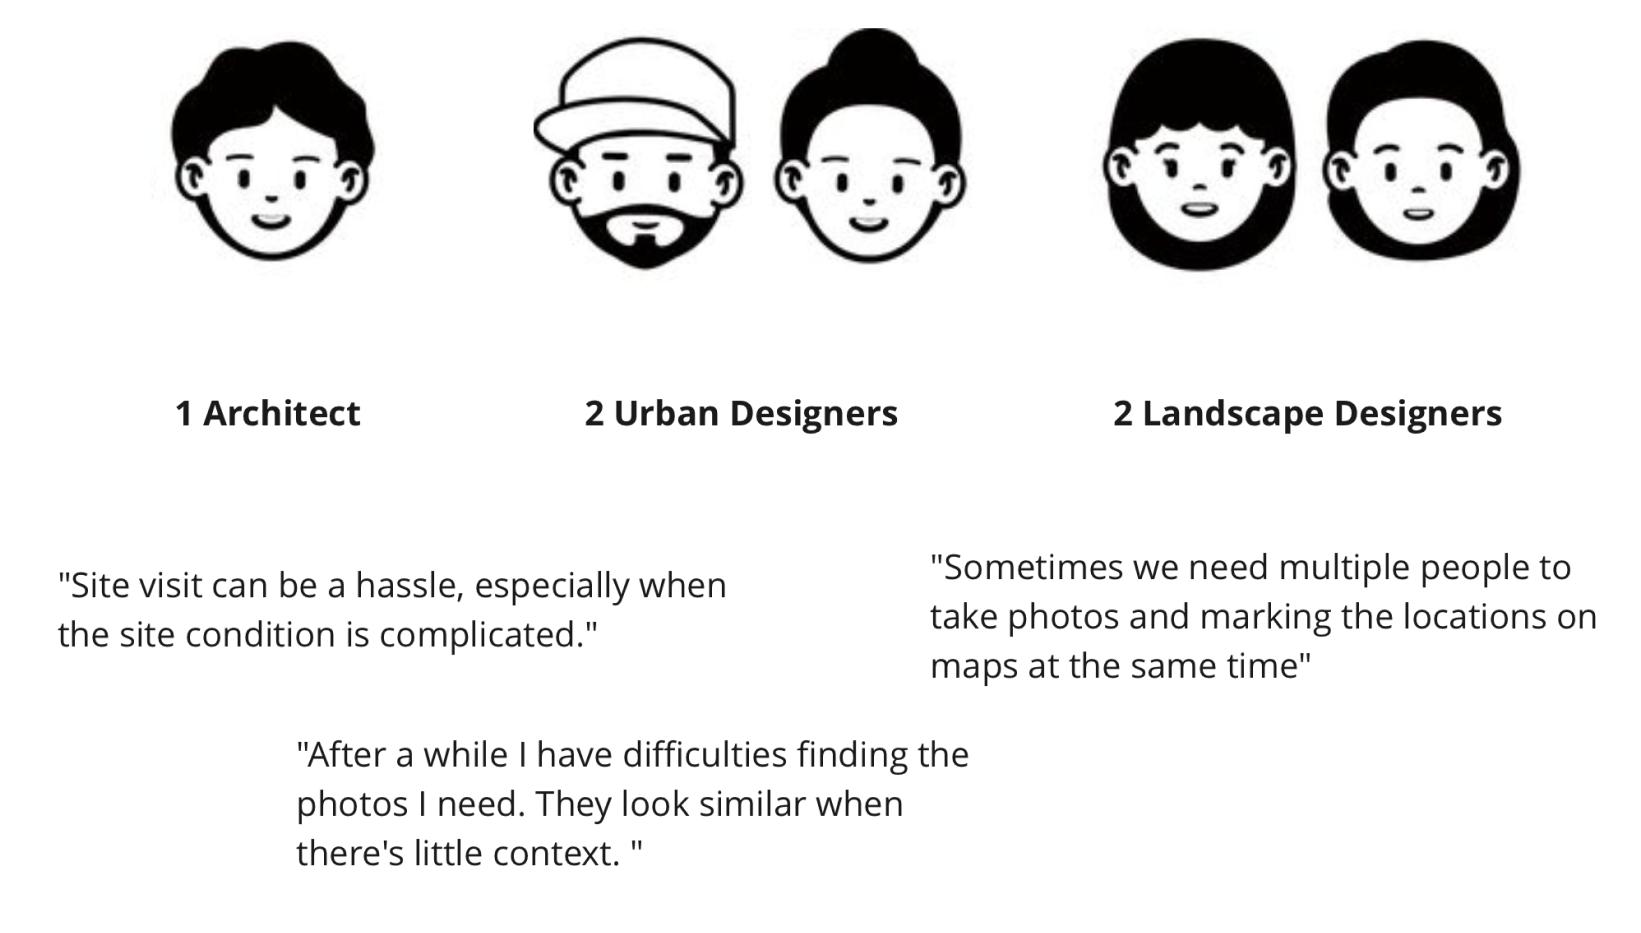 1 Architect
2 Urban Designers
2 Landscape Designers
"Site visit can be a hassle, especially when
the site condition is complicated."
"Sometimes we need multiple people to
take photos and marking the locations on
maps at the same time"
"After a while I have difficulties finding the
photos I need. They look similar when
there's little context. "